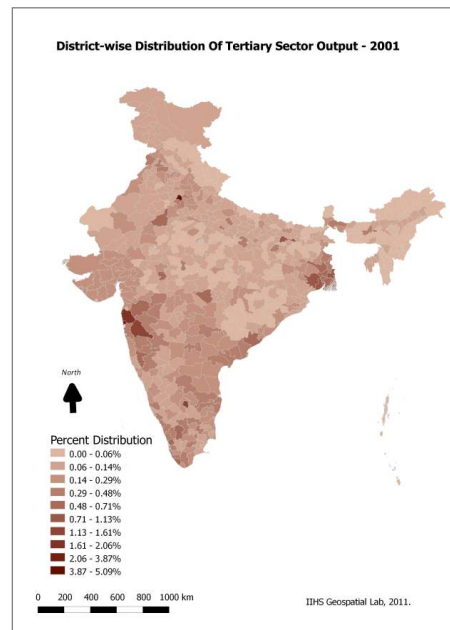 District-wise Distribution Of Tertiary Sector Output - 2001
North
Percent Distribution
0.00 - 0.06%
0.06 - 0.14%
0.14 - 0.29%
0.29 - 0.48%
0.48 - 0.71%
0.71 - 1.13%
1.13 - 1.61%
1.61 - 2.06%
2.06 - 3.87%
3.87 - 5.09%
0 200 400 600 800 1000 km
IIHS Geospatial Lab, 2011.